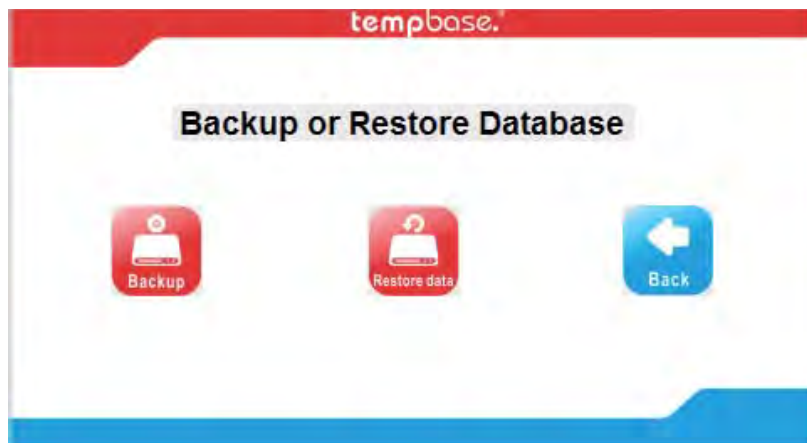 tempbase.
Backup or Restore Database
Backup
Restore data
Back